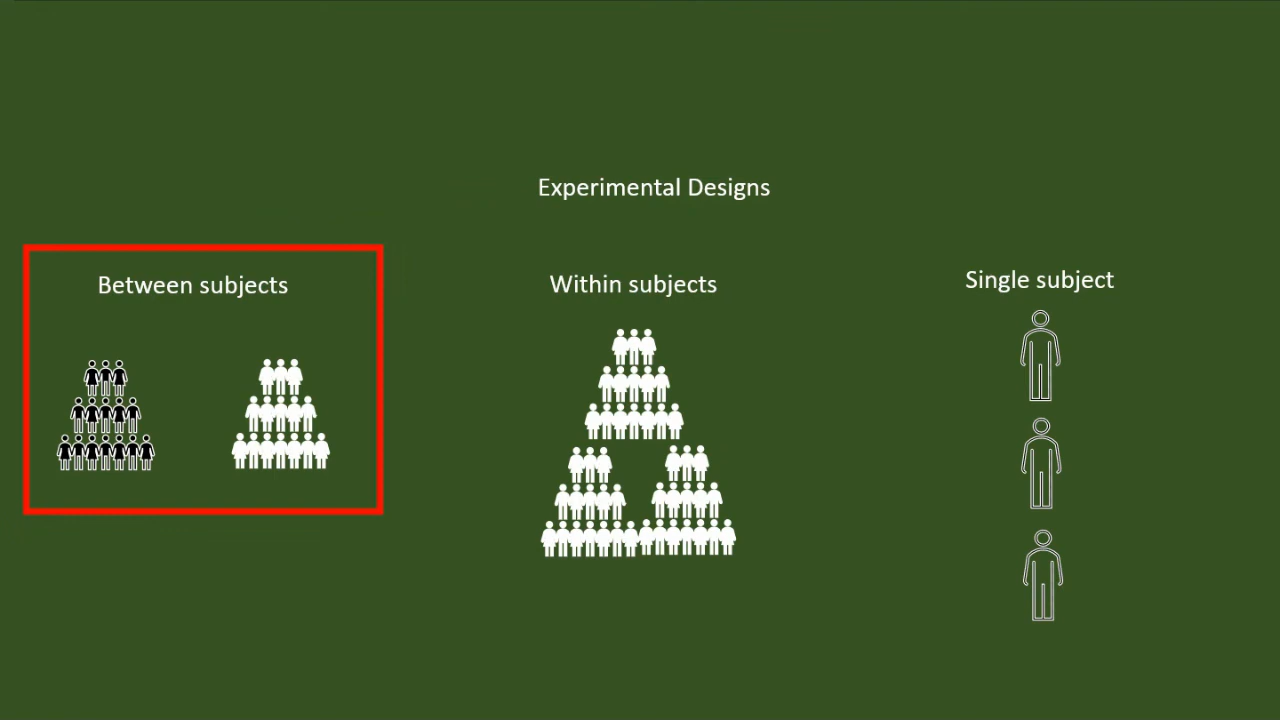 Experimental Designs
Between subjects
Within subjects
Single subject